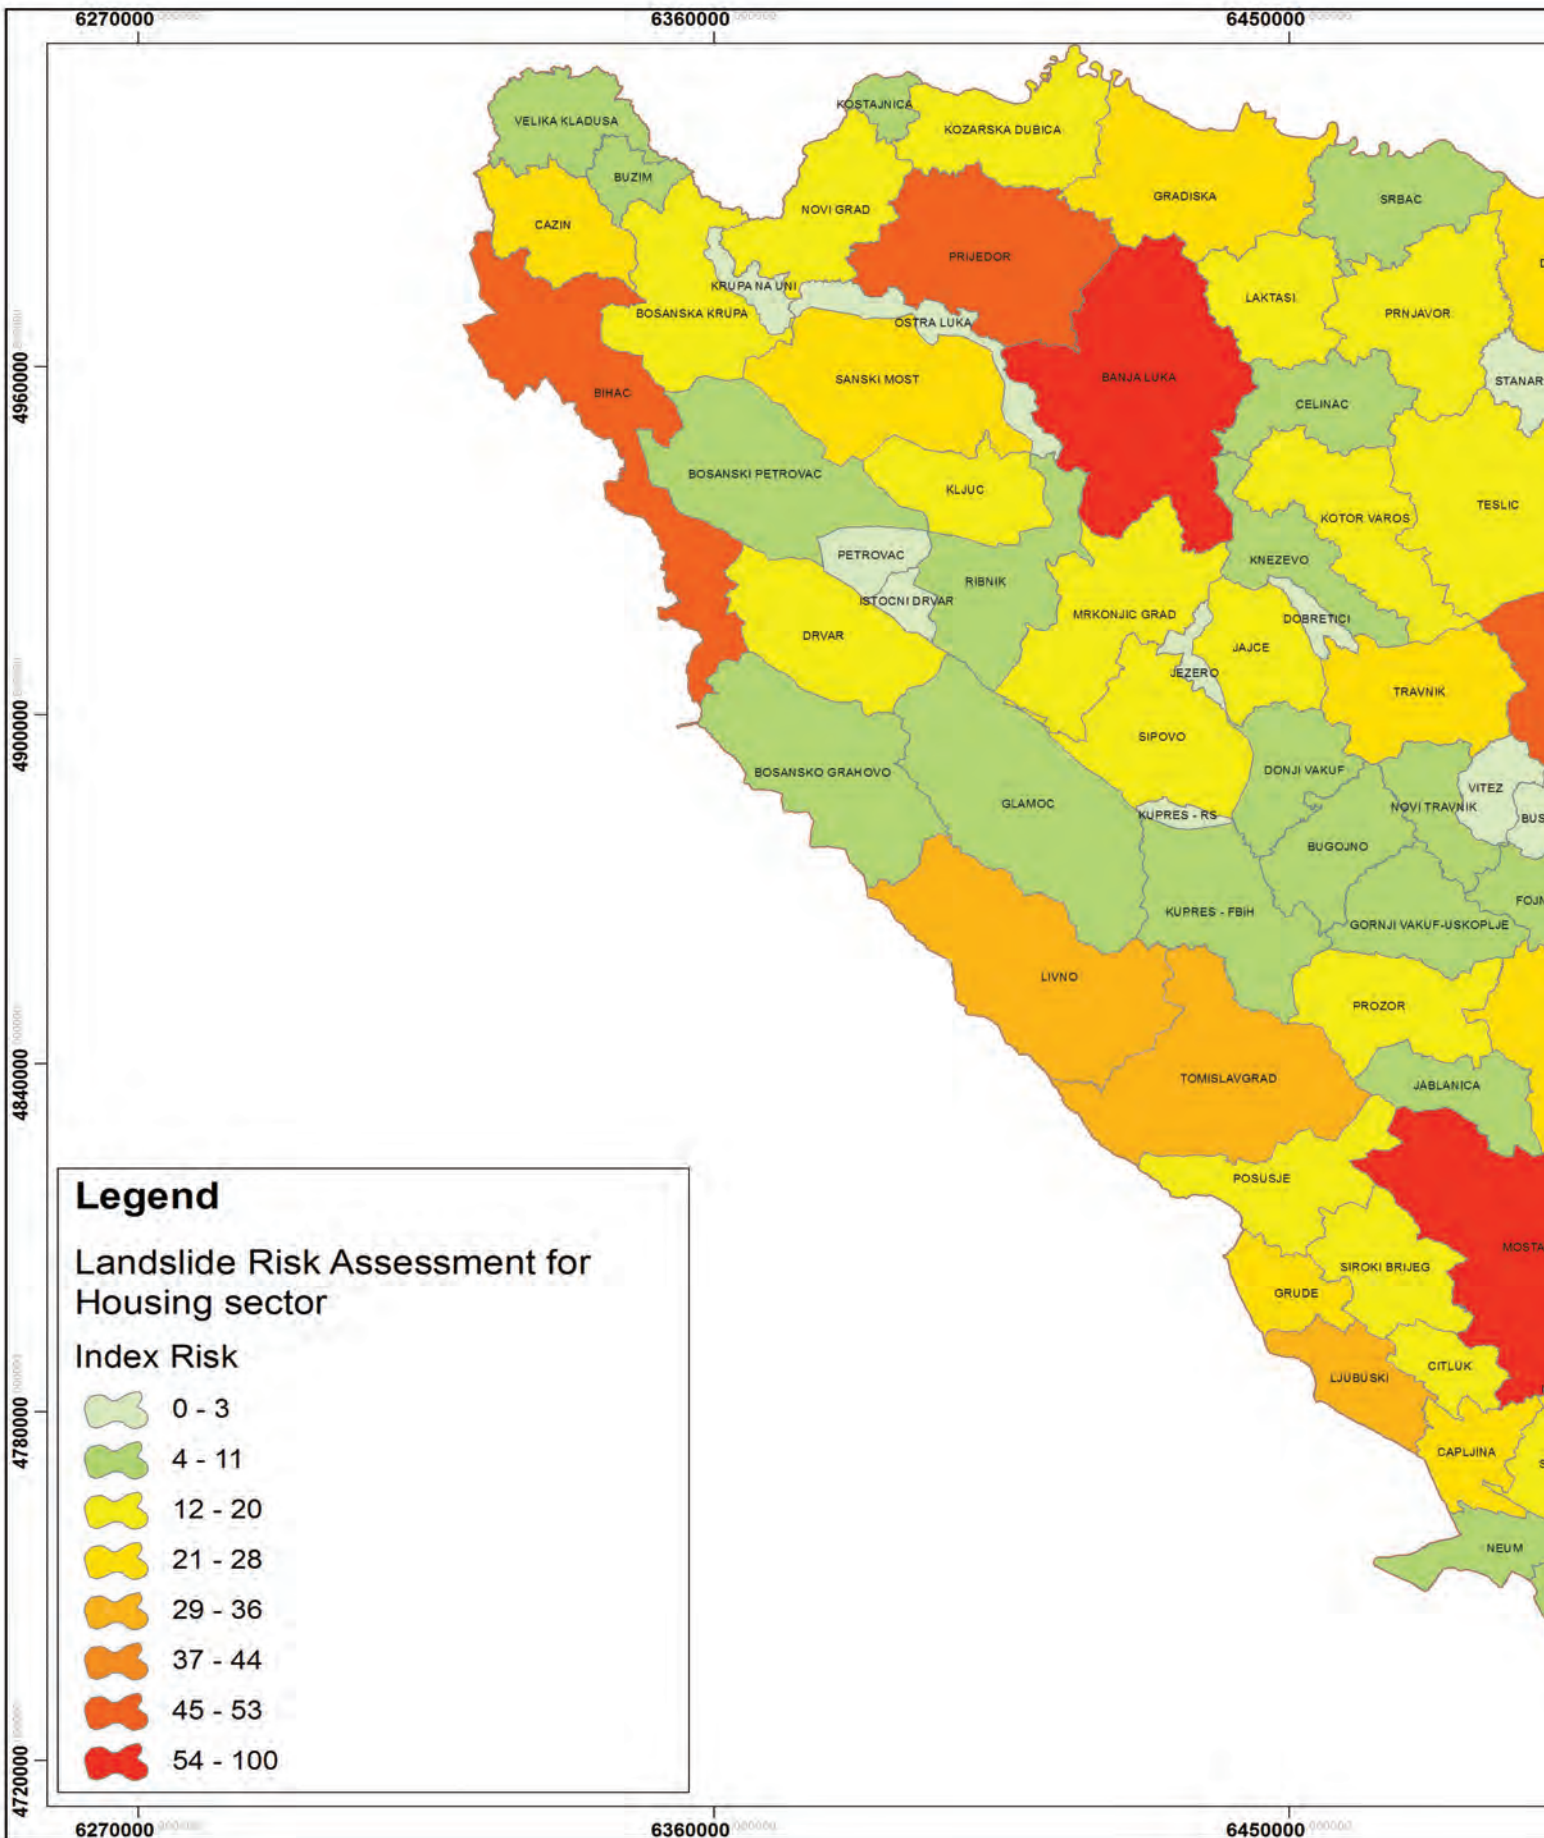 6270000
6360000
6450000
KOSTAJNICA
VELIKA KLADUSA
KOZARSKA DUBICA
BUZIM
GRADISKA
SRBAC
NOVI GRAD
CAZIN
PRIJEDOR
KRUPA NA UNI
LAKTASI
BOSANSKA KRUPA
PRNJAVOR
OSTRA LUKA
4960000
BANJA LUKA
SANSKI MOST
STANAR
BIHAC
CELINAC
BOSANSKI PETROVAC
KLJUC
TESLIC
KOTOR VAROS
PETROVAC
KNEZEVO
RIBNIK
ISTOCNI DRVAR
MRKONJIC GRAD
DOBRETICI
DRVAR
JAJCE
JEZERO
TRAVNIK
4900000
SIPOVO
BOSANSKO GRAHOVO
DONJI VAKUF
VITEZ
GLAMOC
NOVI TRAVNIK
KUPRES - RS
BUS
BUGOJNO
FOJN
KUPRES - FBiH
GORNJI VAKUF-USKOPLJE
LIVNO
PROZOR
4840000
TOMISLAVGRAD
JABLANICA
POSUSJE
MOSTA
SIROKI BRIJEG
GRUDE
CITLUK
LJUBUSKI
4780000
CAPLJINA
NEUM
Legend
Landslide Risk Assessment for
Housing sector
Index Risk
0 - 3
4 - 11
12 - 20
21 - 28
29 - 36
37 - 44
45 - 53
54 - 100
4720000
6270000
6360000
6450000